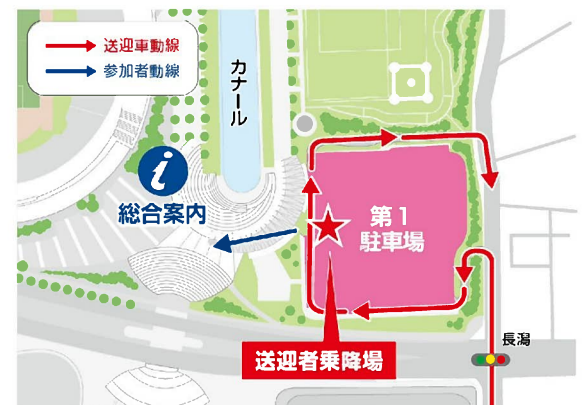 送迎車動線
参加者動線
カナール
i
総合案内
第1
駐車場
送迎者乗降場
長潟